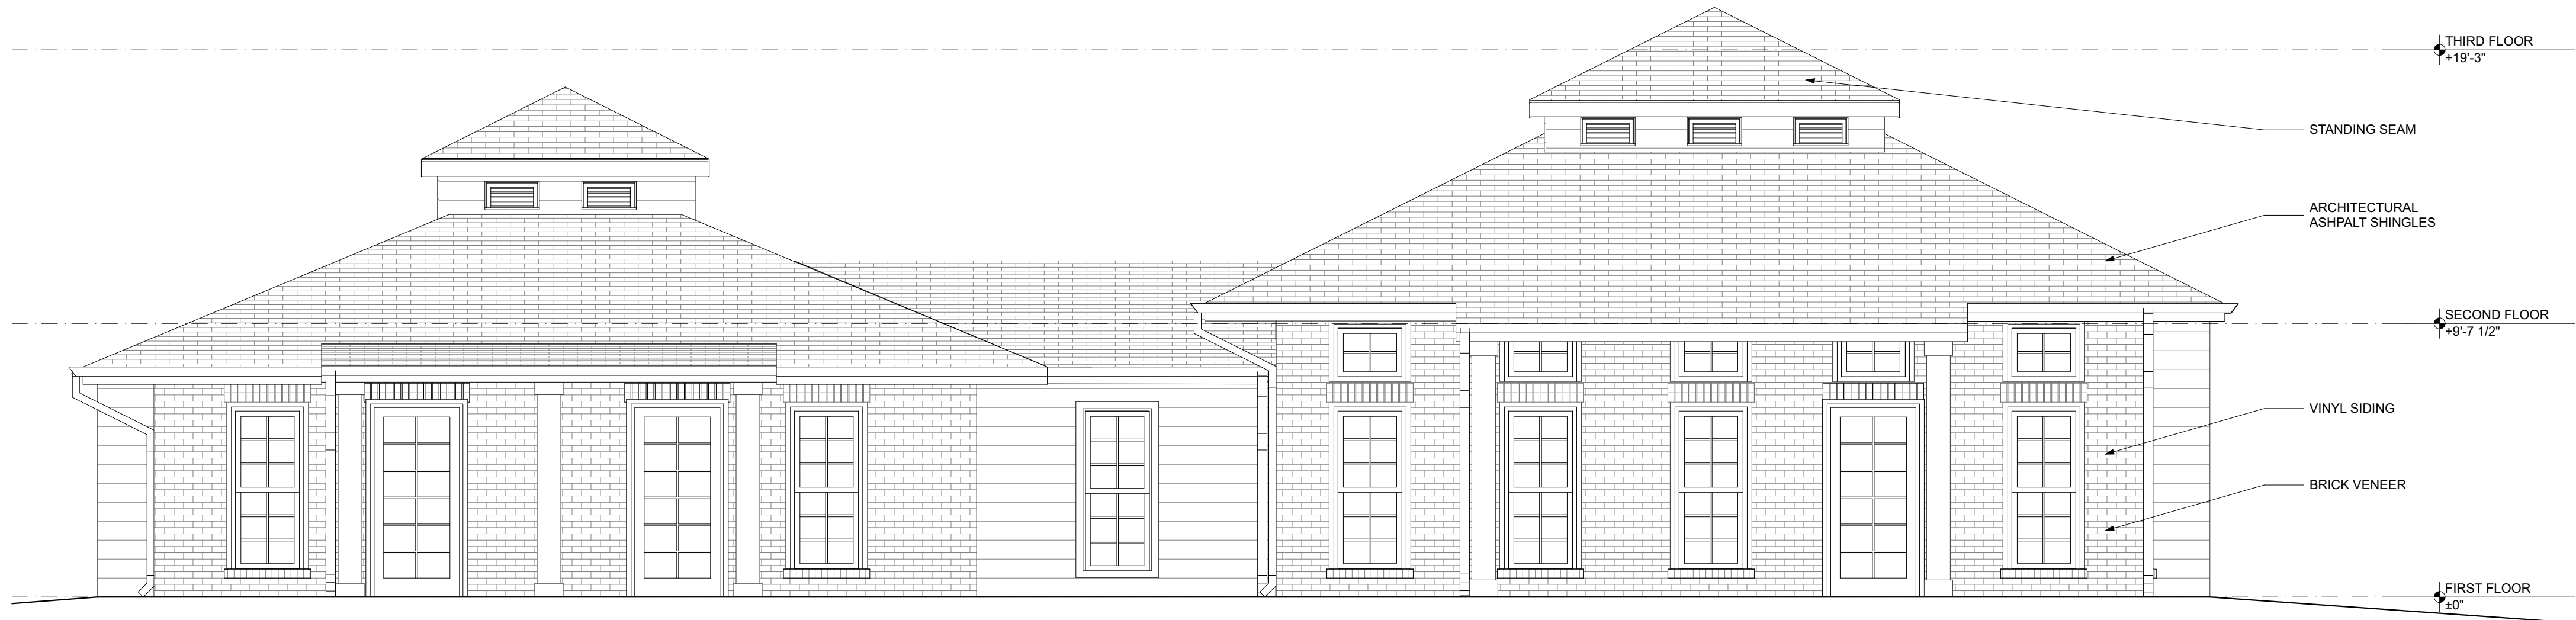 THIRD FLOOR
+19'-3"
STANDING SEAM
ARCHITECTURAL
ASHPALT SHINGLES
SECOND FLOOR
+9'-7 1/2"
VINYL SIDING
BRICK VENEER
FIRST FLOOR
±0"